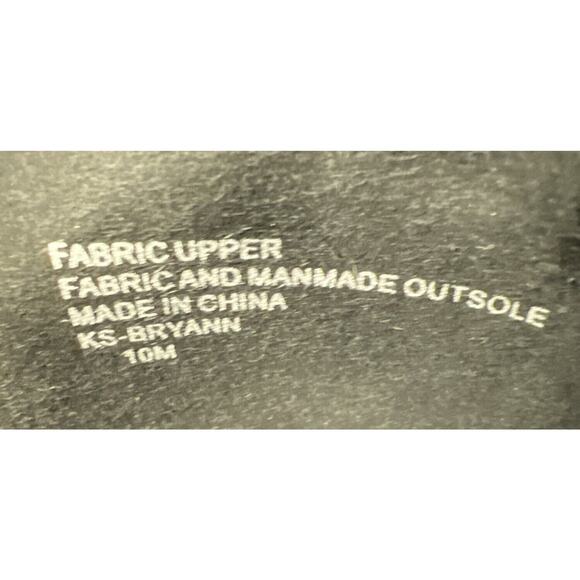 FABRIC UPPER
FABRIC AND MANMADE OUTSOLE
MADE IN CHINA
KS-BRYANN
10M